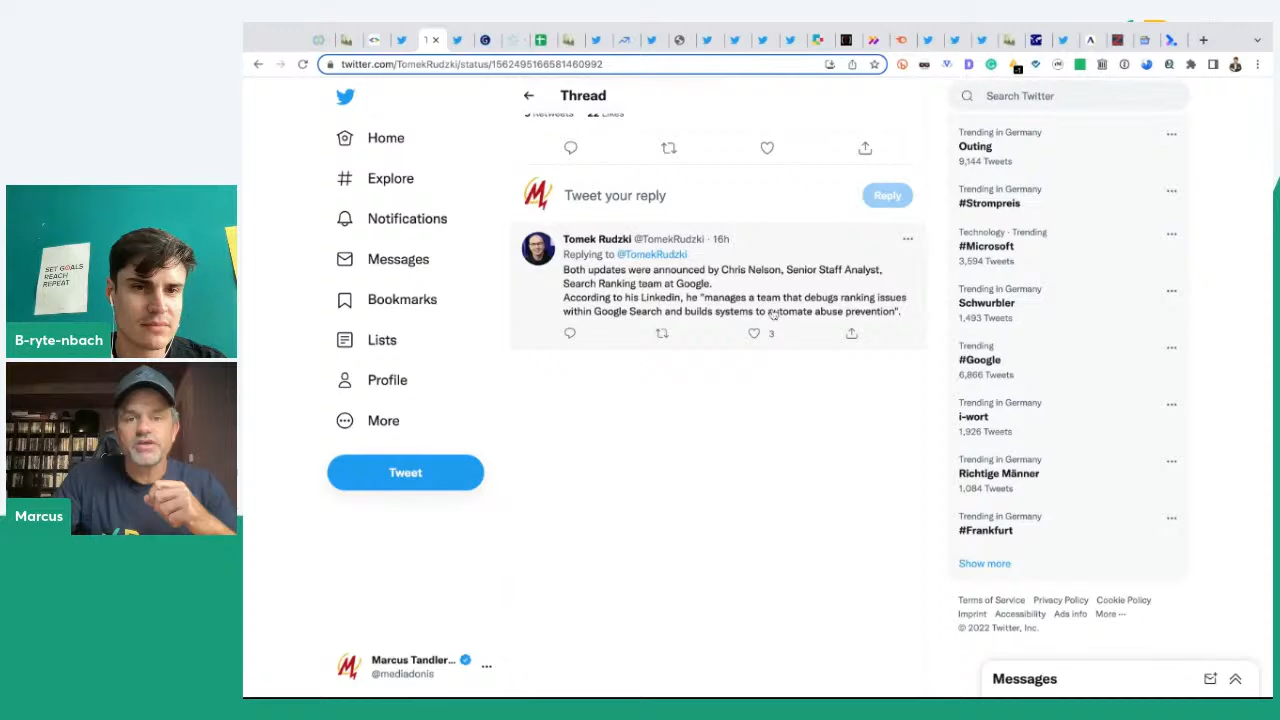 twitter.com/TomekRudzki/status/1562495166581460992
Thread
Retweets 22 Likes
Search Twitter
Home
Explore
Notifications
Messages
Bookmarks
Lists
Profile
More
Tweet
Tweet your reply
Reply
Tomek Rudzki @TomekRudzki · 16h
Replying to @TomekRudzki
Both updates were announced by Chris Nelson, Senior Staff Analyst,
Search Ranking team at Google.
According to his Linkedin, he "manages a team that debugs ranking issues
within Google Search and builds systems to automate abuse prevention".
3
Trending in Germany
Outing
9,144 Tweets
Trending in Germany
#Strompreis
Technology · Trending
#Microsoft
3,594 Tweets
Trending in Germany
Schwurbler
1,493 Tweets
Trending
#Google
6,866 Tweets
Trending in Germany
i-wort
1,926 Tweets
Trending in Germany
Richtige Männer
1,084 Tweets
Trending in Germany
#Frankfurt
Show more
Terms of Service Privacy Policy Cookie Policy
Imprint Accessibility Ads info More ···
© 2022 Twitter, Inc.
Marcus Tandler...
@mediadonis
Messages
SET GOALS
REACH
REPEAT
B-ryte-nbach
Marcus